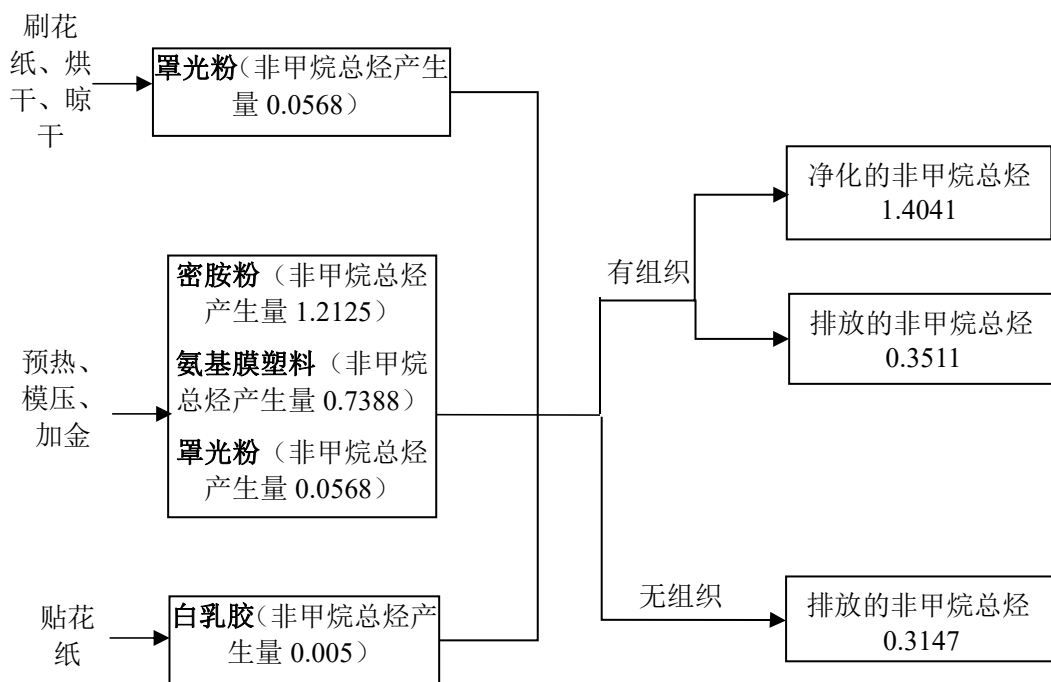 刷花
纸、烘
干、晾
干
罩光粉（非甲烷总烃产生
量 0.0568）
预热、
模压、
加金
密胺粉（非甲烷总烃
产生量 1.2125）
氨基膜塑料（非甲烷
总烃产生量 0.7388）
罩光粉（非甲烷总烃
产生量 0.0568）
贴花
纸
白乳胶（非甲烷总烃产
生量 0.005）
有组织
净化的非甲烷总烃
1.4041
排放的非甲烷总烃
0.3511
无组织
排放的非甲烷总烃
0.3147